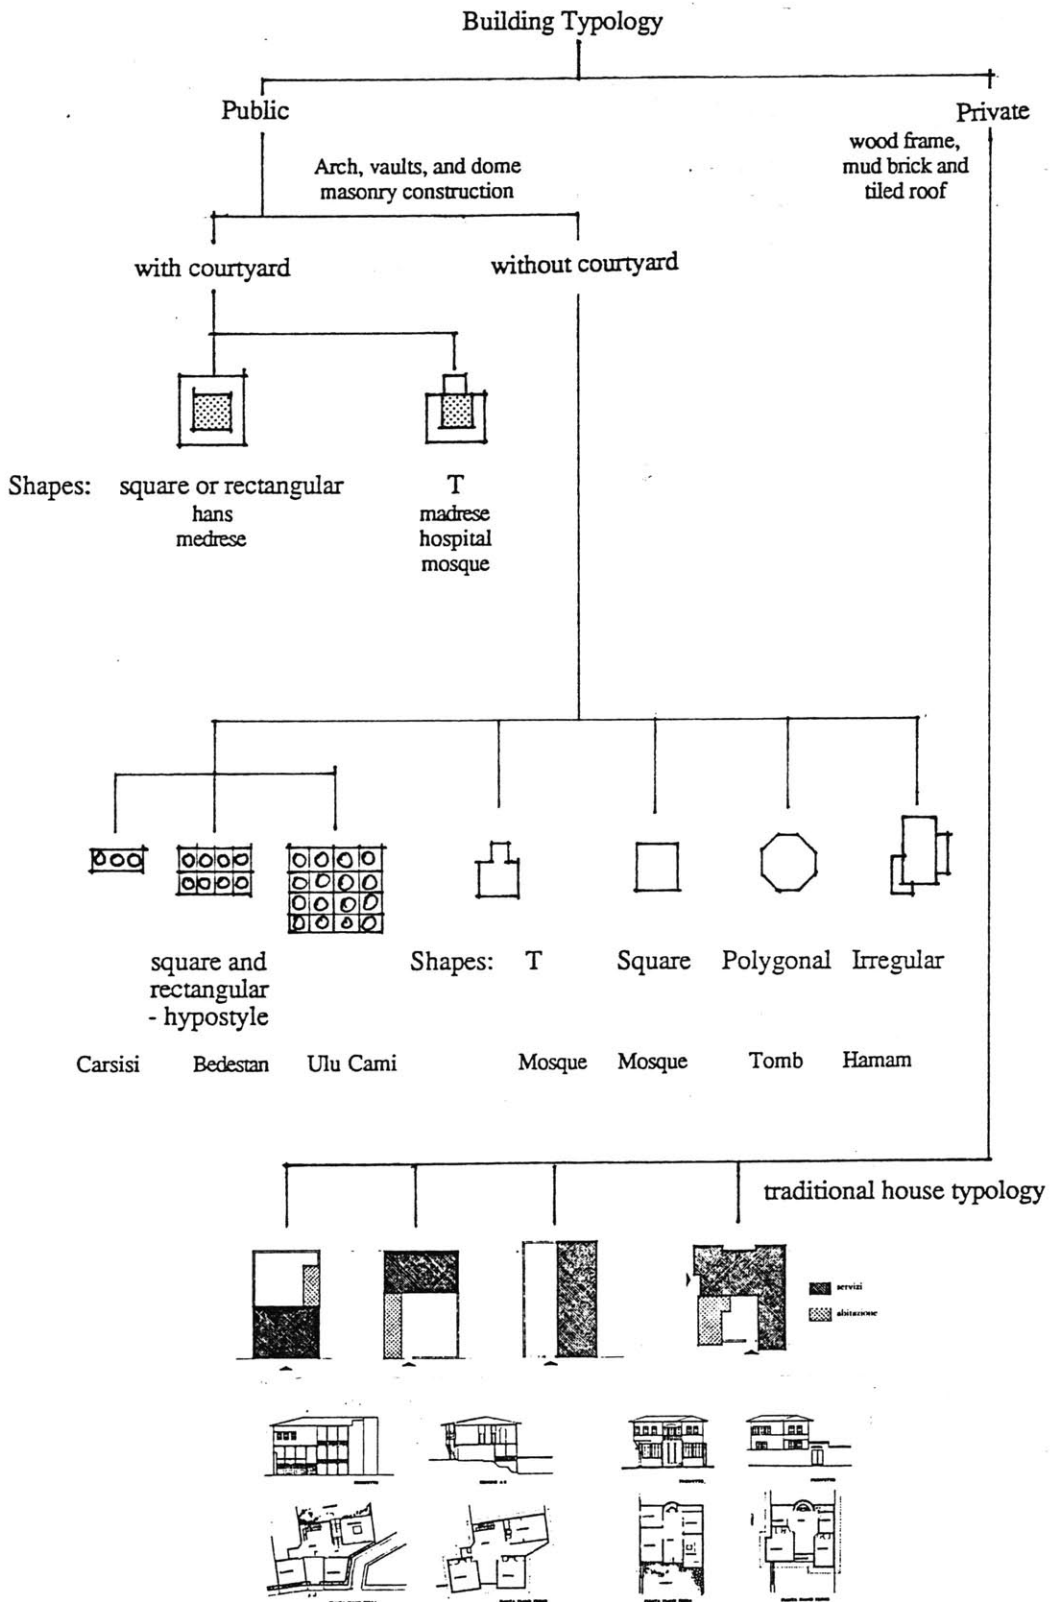 Building Typology
Public
Private
wood frame,
mud brick and
tiled roof
Arch, vaults, and dome
masonry construction
with courtyard
without courtyard
Shapes:
square or rectangular
hans
medrese
T
madrese
hospital
mosque
square and
rectangular
- hypostyle
Shapes:
T
Square
Polygonal
Irregular
Carsisi
Bedestan
Ulu Cami
Mosque
Mosque
Tomb
Hamam
traditional house typology
servizi
abitazione